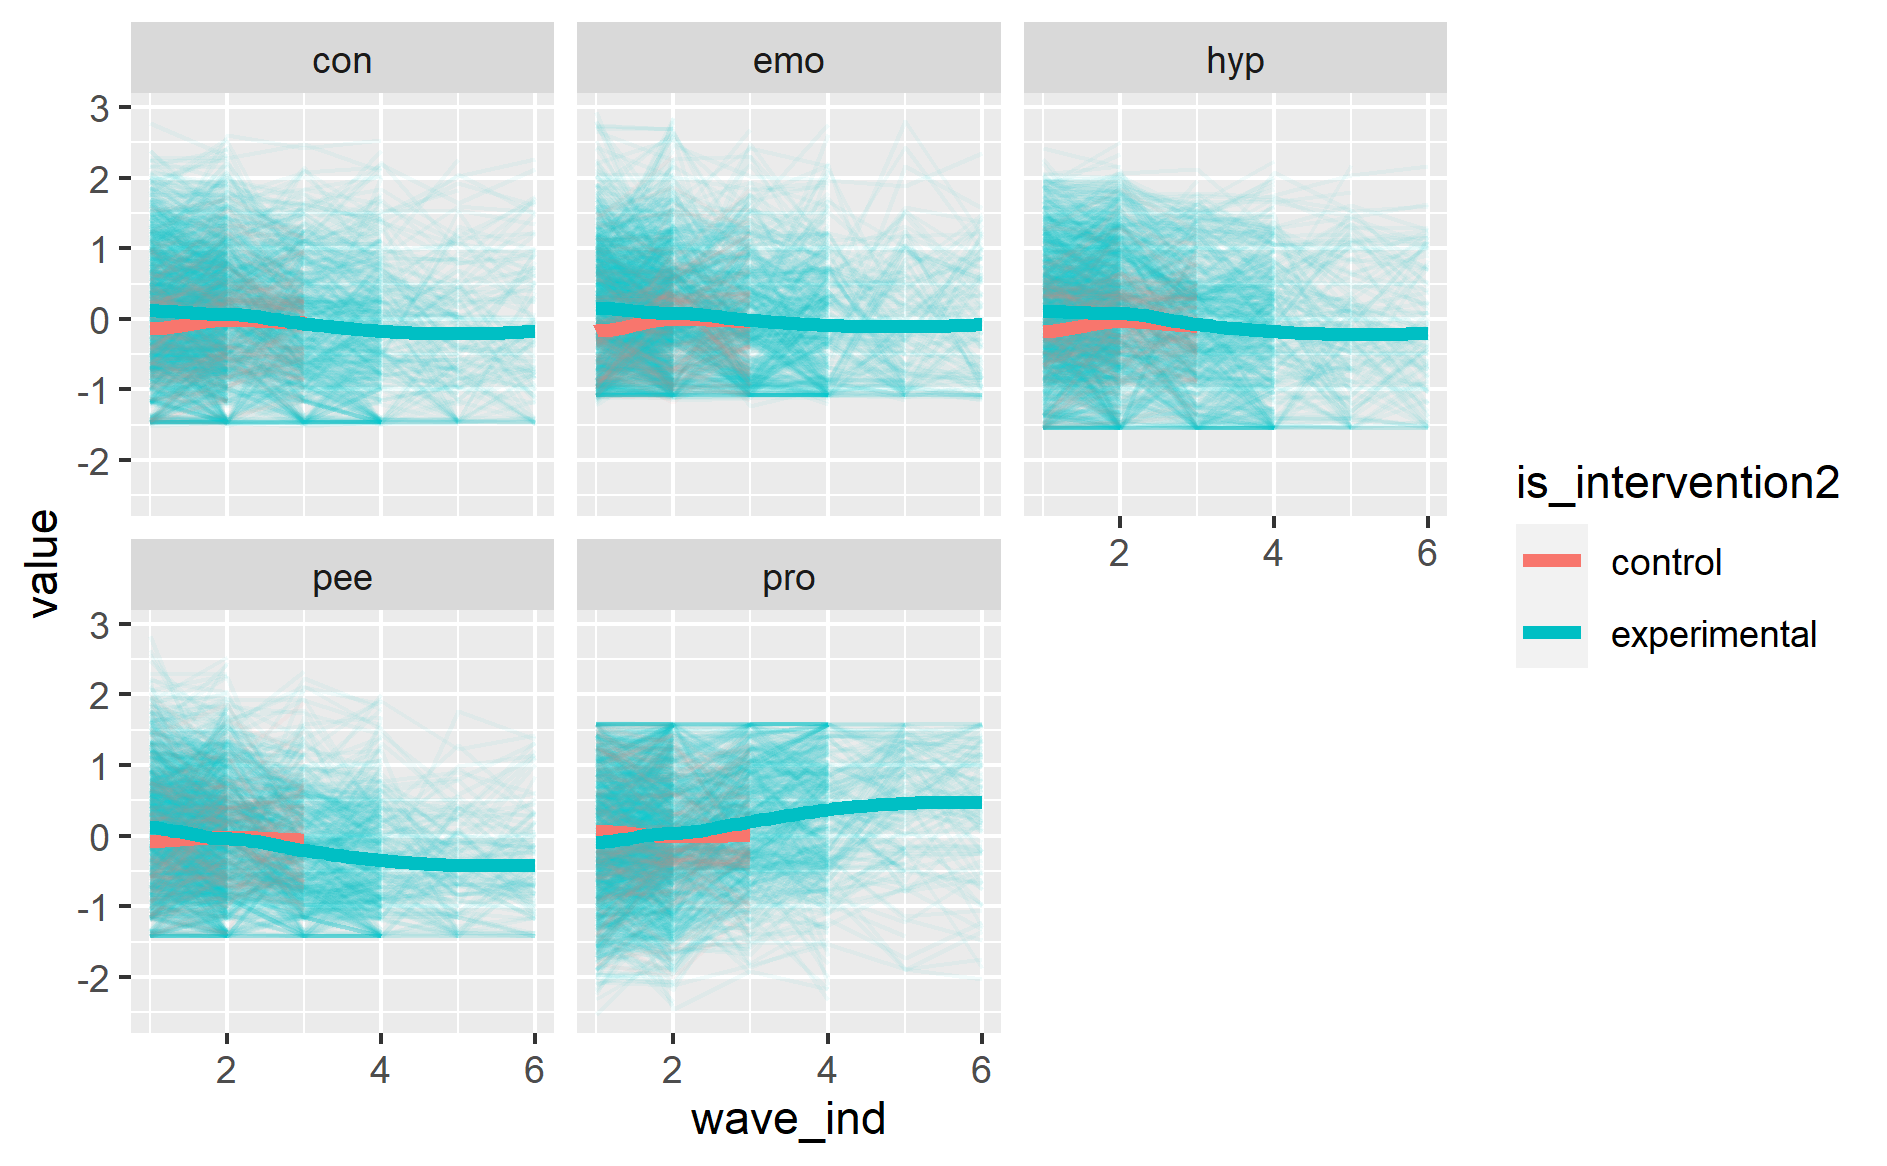 con emo hyp
3
2
1
0
-1
-2
2 4 6
pee pro
3
2
1
0
-1
-2
2 4 6 2 4 6
value
wave_ind
is_intervention2
control
experimental